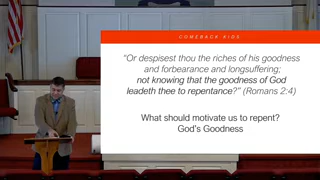 COMEBACK KIDS
"Or despisest thou the riches of his goodness
and forbearance and longsuffering;
not knowing that the goodness of God
leadeth thee to repentance?" (Romans 2:4)
What should motivate us to repent?
God's Goodness